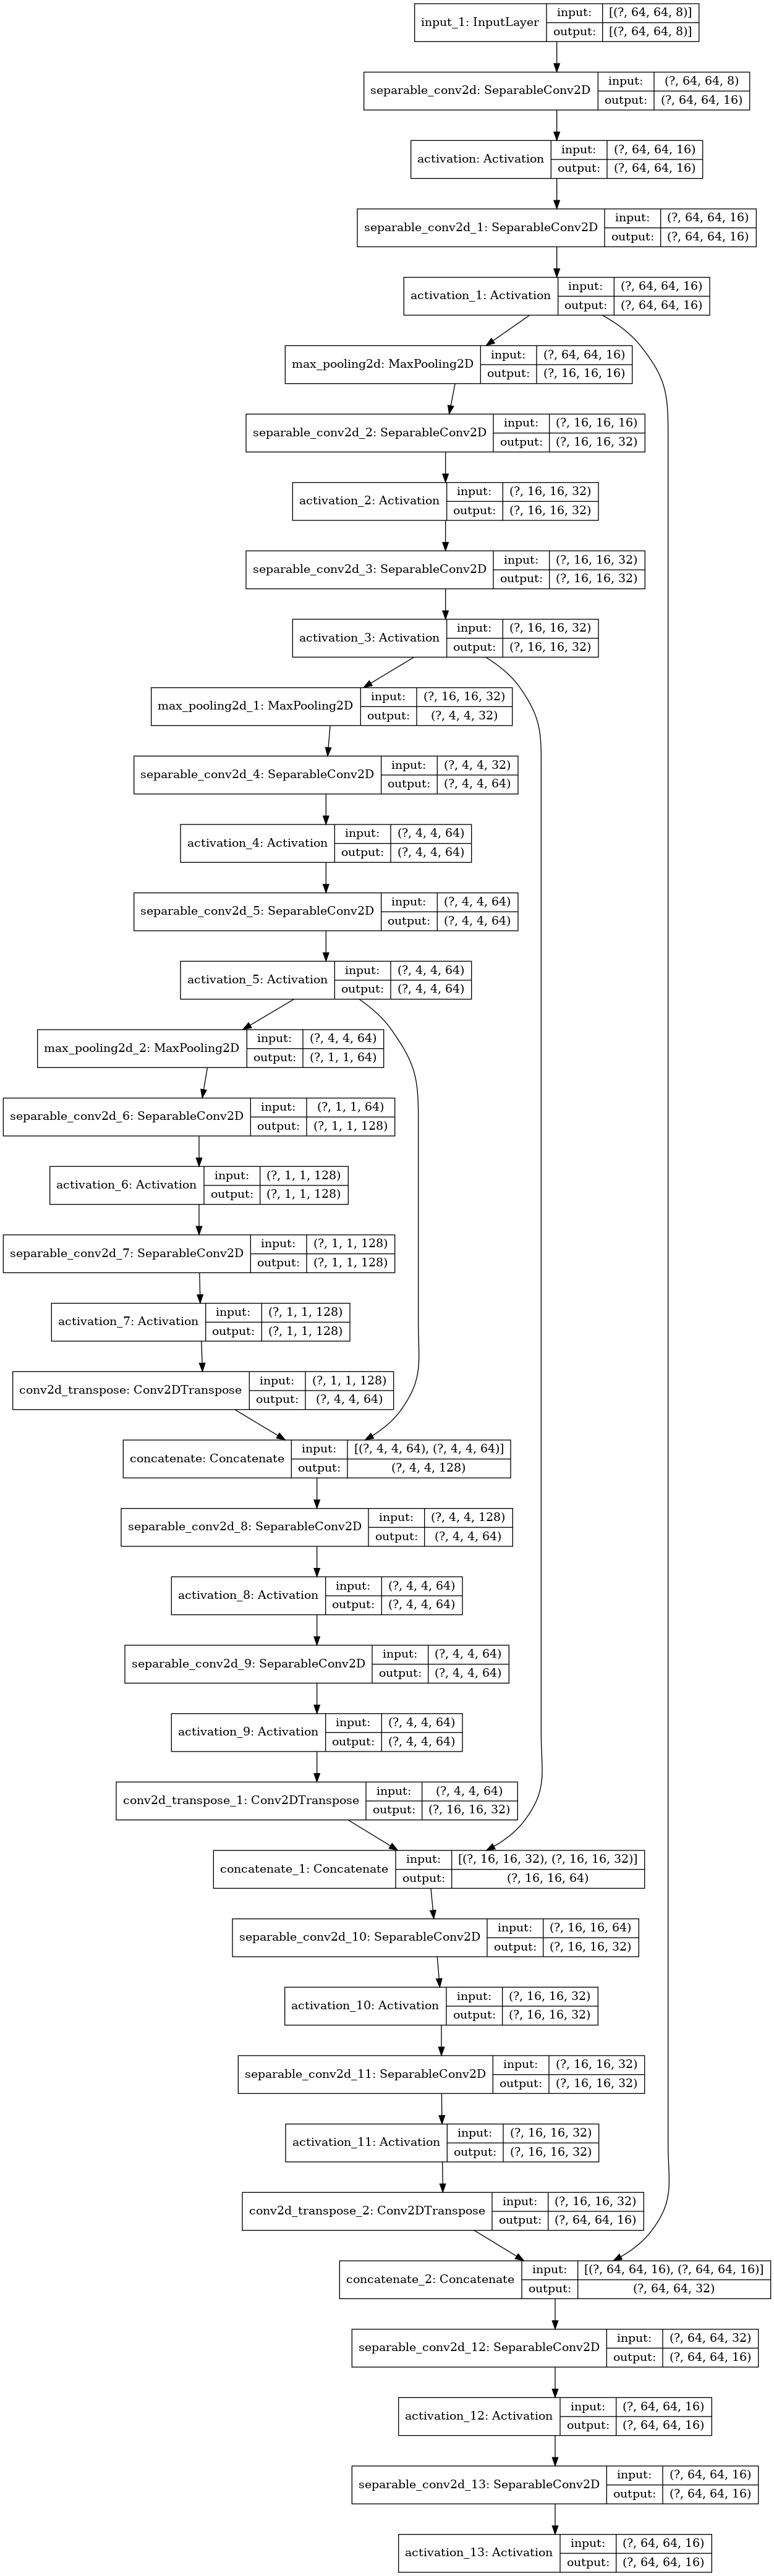 input_1: InputLayer input: [(?, 64, 64, 8)]
output: [(?, 64, 64, 8)]
separable_conv2d: SeparableConv2D input: (?, 64, 64, 8)
output: (?, 64, 64, 16)
activation: Activation input: (?, 64, 64, 16)
output: (?, 64, 64, 16)
separable_conv2d_1: SeparableConv2D input: (?, 64, 64, 16)
output: (?, 64, 64, 16)
activation_1: Activation input: (?, 64, 64, 16)
output: (?, 64, 64, 16)
max_pooling2d: MaxPooling2D input: (?, 64, 64, 16)
output: (?, 16, 16, 16)
separable_conv2d_2: SeparableConv2D input: (?, 16, 16, 16)
output: (?, 16, 16, 32)
activation_2: Activation input: (?, 16, 16, 32)
output: (?, 16, 16, 32)
separable_conv2d_3: SeparableConv2D input: (?, 16, 16, 32)
output: (?, 16, 16, 32)
activation_3: Activation input: (?, 16, 16, 32)
output: (?, 16, 16, 32)
max_pooling2d_1: MaxPooling2D input: (?, 16, 16, 32)
output: (?, 4, 4, 32)
separable_conv2d_4: SeparableConv2D input: (?, 4, 4, 32)
output: (?, 4, 4, 64)
activation_4: Activation input: (?, 4, 4, 64)
output: (?, 4, 4, 64)
separable_conv2d_5: SeparableConv2D input: (?, 4, 4, 64)
output: (?, 4, 4, 64)
activation_5: Activation input: (?, 4, 4, 64)
output: (?, 4, 4, 64)
max_pooling2d_2: MaxPooling2D input: (?, 4, 4, 64)
output: (?, 1, 1, 64)
separable_conv2d_6: SeparableConv2D input: (?, 1, 1, 64)
output: (?, 1, 1, 128)
activation_6: Activation input: (?, 1, 1, 128)
output: (?, 1, 1, 128)
separable_conv2d_7: SeparableConv2D input: (?, 1, 1, 128)
output: (?, 1, 1, 128)
activation_7: Activation input: (?, 1, 1, 128)
output: (?, 1, 1, 128)
conv2d_transpose: Conv2DTranspose input: (?, 1, 1, 128)
output: (?, 4, 4, 64)
concatenate: Concatenate input: [(?, 4, 4, 64), (?, 4, 4, 64)]
output: (?, 4, 4, 128)
separable_conv2d_8: SeparableConv2D input: (?, 4, 4, 128)
output: (?, 4, 4, 64)
activation_8: Activation input: (?, 4, 4, 64)
output: (?, 4, 4, 64)
separable_conv2d_9: SeparableConv2D input: (?, 4, 4, 64)
output: (?, 4, 4, 64)
activation_9: Activation input: (?, 4, 4, 64)
output: (?, 4, 4, 64)
conv2d_transpose_1: Conv2DTranspose input: (?, 4, 4, 64)
output: (?, 16, 16, 32)
concatenate_1: Concatenate input: [(?, 16, 16, 32), (?, 16, 16, 32)]
output: (?, 16, 16, 64)
separable_conv2d_10: SeparableConv2D input: (?, 16, 16, 64)
output: (?, 16, 16, 32)
activation_10: Activation input: (?, 16, 16, 32)
output: (?, 16, 16, 32)
separable_conv2d_11: SeparableConv2D input: (?, 16, 16, 32)
output: (?, 16, 16, 32)
activation_11: Activation input: (?, 16, 16, 32)
output: (?, 16, 16, 32)
conv2d_transpose_2: Conv2DTranspose input: (?, 16, 16, 32)
output: (?, 64, 64, 16)
concatenate_2: Concatenate input: [(?, 64, 64, 16), (?, 64, 64, 16)]
output: (?, 64, 64, 32)
separable_conv2d_12: SeparableConv2D input: (?, 64, 64, 32)
output: (?, 64, 64, 16)
activation_12: Activation input: (?, 64, 64, 16)
output: (?, 64, 64, 16)
separable_conv2d_13: SeparableConv2D input: (?, 64, 64, 16)
output: (?, 64, 64, 16)
activation_13: Activation input: (?, 64, 64, 16)
output: (?, 64, 64, 16)